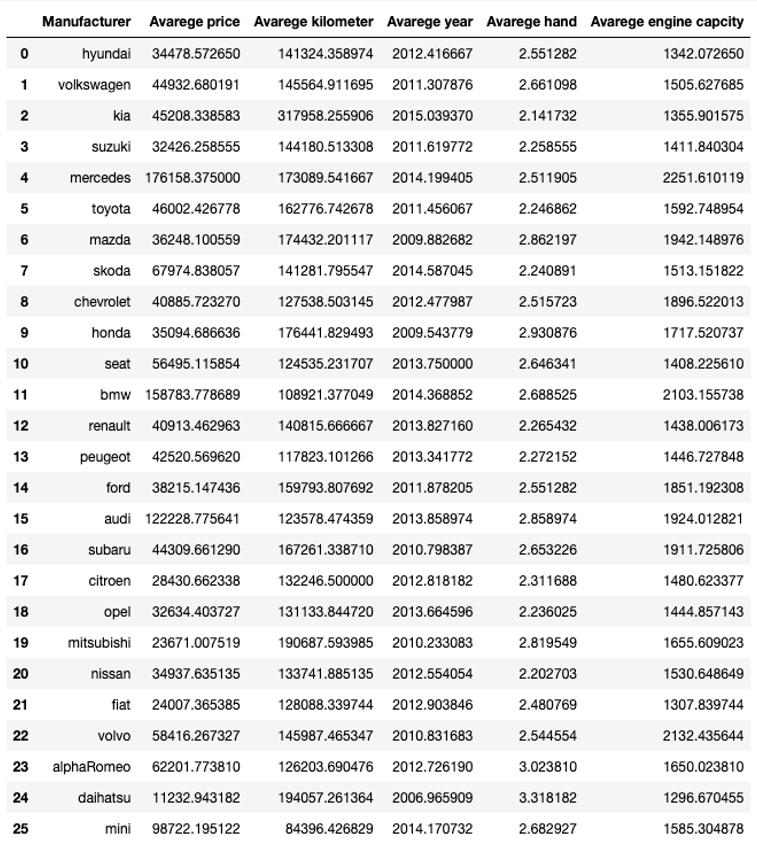 Manufacturer Avarege price Avarege kilometer Avarege year Avarege hand Avarege engine capcity
0 hyundai 34478.572650 141324.358974 2012.416667 2.551282 1342.072650
1 volkswagen 44932.680191 145564.911695 2011.307876 2.661098 1505.627685
2 kia 45208.338583 317958.255906 2015.039370 2.141732 1355.901575
3 suzuki 32426.258555 144180.513308 2011.619772 2.258555 1411.840304
4 mercedes 176158.375000 173089.541667 2014.199405 2.511905 2251.610119
5 toyota 46002.426778 162776.742678 2011.456067 2.246862 1592.748954
6 mazda 36248.100559 174432.201117 2009.882682 2.862197 1942.148976
7 skoda 67974.838057 141281.795547 2014.587045 2.240891 1513.151822
8 chevrolet 40885.723270 127538.503145 2012.477987 2.515723 1896.522013
9 honda 35094.686636 176441.829493 2009.543779 2.930876 1717.520737
10 seat 56495.115854 124535.231707 2013.750000 2.646341 1408.225610
11 bmw 158783.778689 108921.377049 2014.368852 2.688525 2103.155738
12 renault 40913.462963 140815.666667 2013.827160 2.265432 1438.006173
13 peugeot 42520.569620 117823.101266 2013.341772 2.272152 1446.727848
14 ford 38215.147436 159793.807692 2011.878205 2.551282 1851.192308
15 audi 122228.775641 123578.474359 2013.858974 2.858974 1924.012821
16 subaru 44309.661290 167261.338710 2010.798387 2.653226 1911.725806
17 citroen 28430.662338 132246.500000 2012.818182 2.311688 1480.623377
18 opel 32634.403727 131133.844720 2013.664596 2.236025 1444.857143
19 mitsubishi 23671.007519 190687.593985 2010.233083 2.819549 1655.609023
20 nissan 34937.635135 133741.885135 2012.554054 2.202703 1530.648649
21 fiat 24007.365385 128088.339744 2012.903846 2.480769 1307.839744
22 volvo 58416.267327 145987.465347 2010.831683 2.544554 2132.435644
23 alphaRomeo 62201.773810 126203.690476 2012.726190 3.023810 1650.023810
24 daihatsu 11232.943182 194057.261364 2006.965909 3.318182 1296.670455
25 mini 98722.195122 84396.426829 2014.170732 2.682927 1585.304878